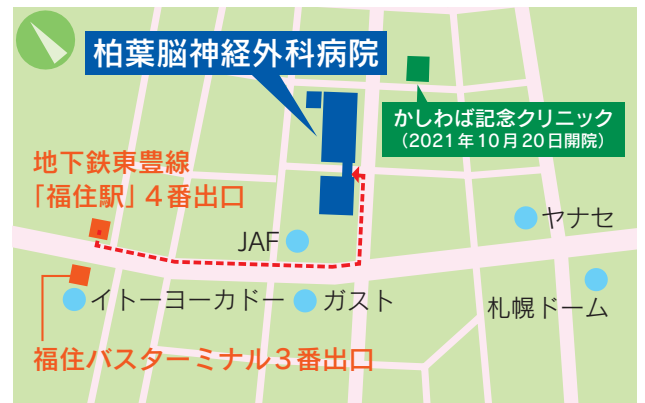 柏葉脳神経外科病院
かしわば記念クリニック
（2021年10月20日開院）
地下鉄東豊線
「福住駅」4番出口
JAF
ヤナセ
イトーヨーカドー
ガスト
札幌ドーム
福住バスターミナル3番出口